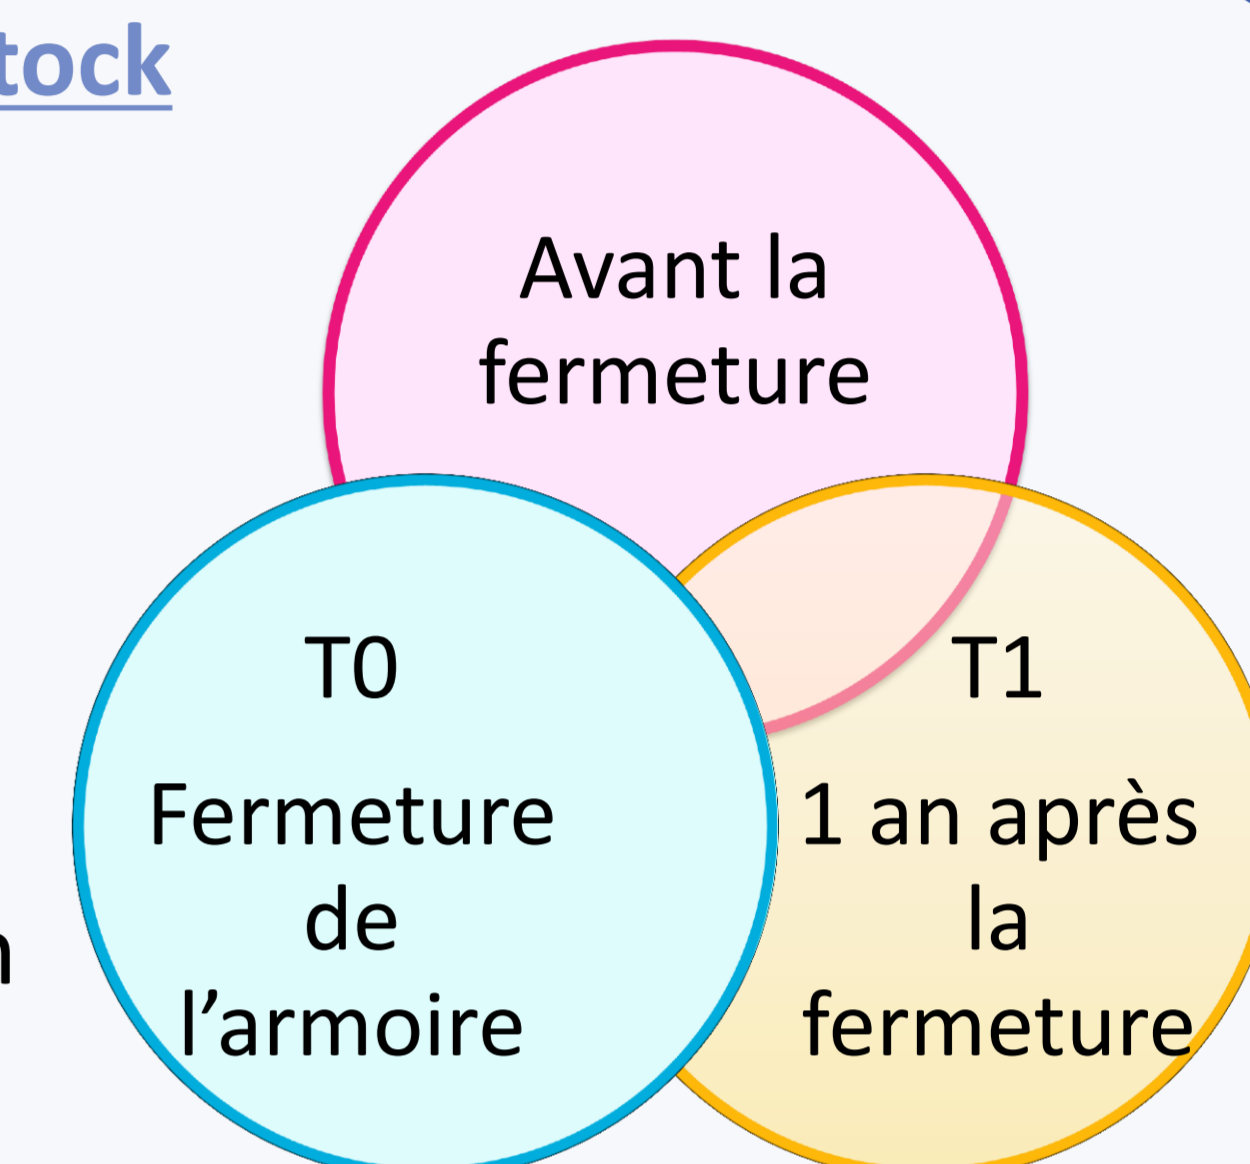 tock
Avant la
fermeture
T0
Fermeture
de
l’armoire
T1
1 an après
la
fermeture
n